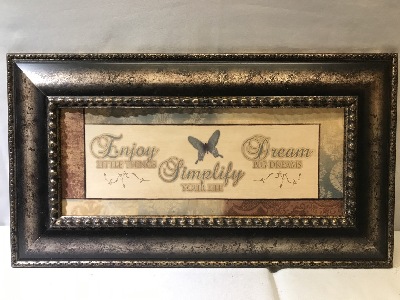 Enjoy
LITTLE THINGS
Simplify
YOUR LIFE
Dream
BIG DREAMS